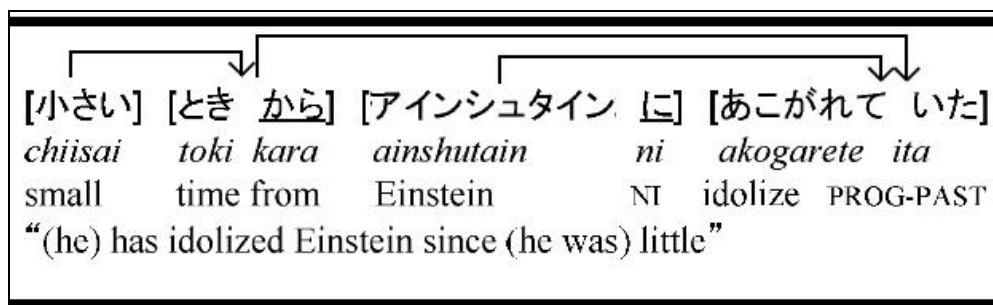 [小さい] [とき から] [アインシュタイン に] [あこがれて いた]
chiisai toki kara ainshutain ni akogarete ita
small time from Einstein NI idolize PROG-PAST
“(he) has idolized Einstein since (he was) little”